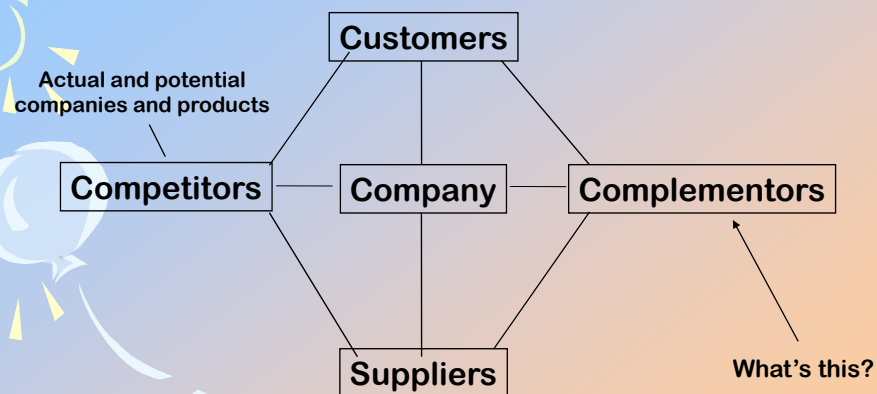 Customers
Actual and potential
companies and products
Competitors
Company
Complementors
Suppliers
What's this?